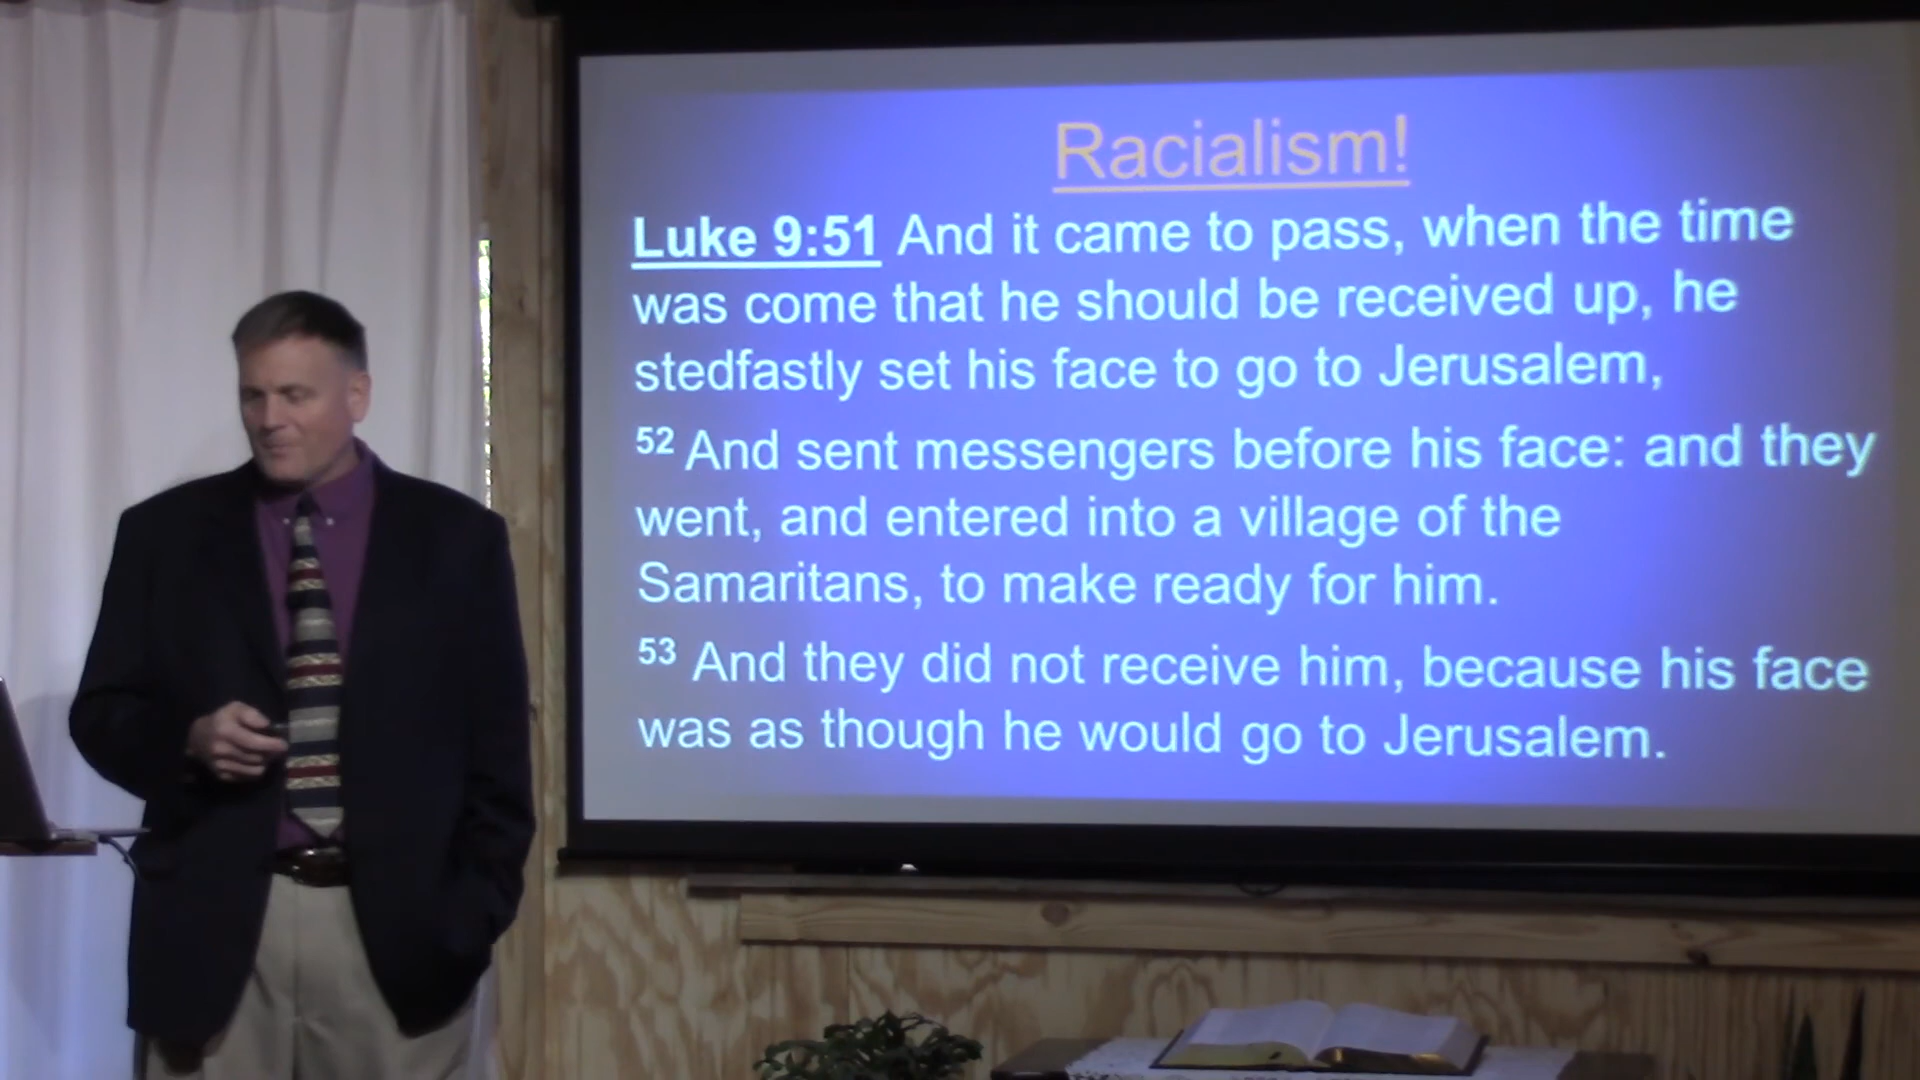 Racialism!
Luke 9:51 And it came to pass, when the time
was come that he should be received up, he
stedfastly set his face to go to Jerusalem,
52 And sent messengers before his face: and they
went, and entered into a village of the
Samaritans, to make ready for him.
53 And they did not receive him, because his face
was as though he would go to Jerusalem.